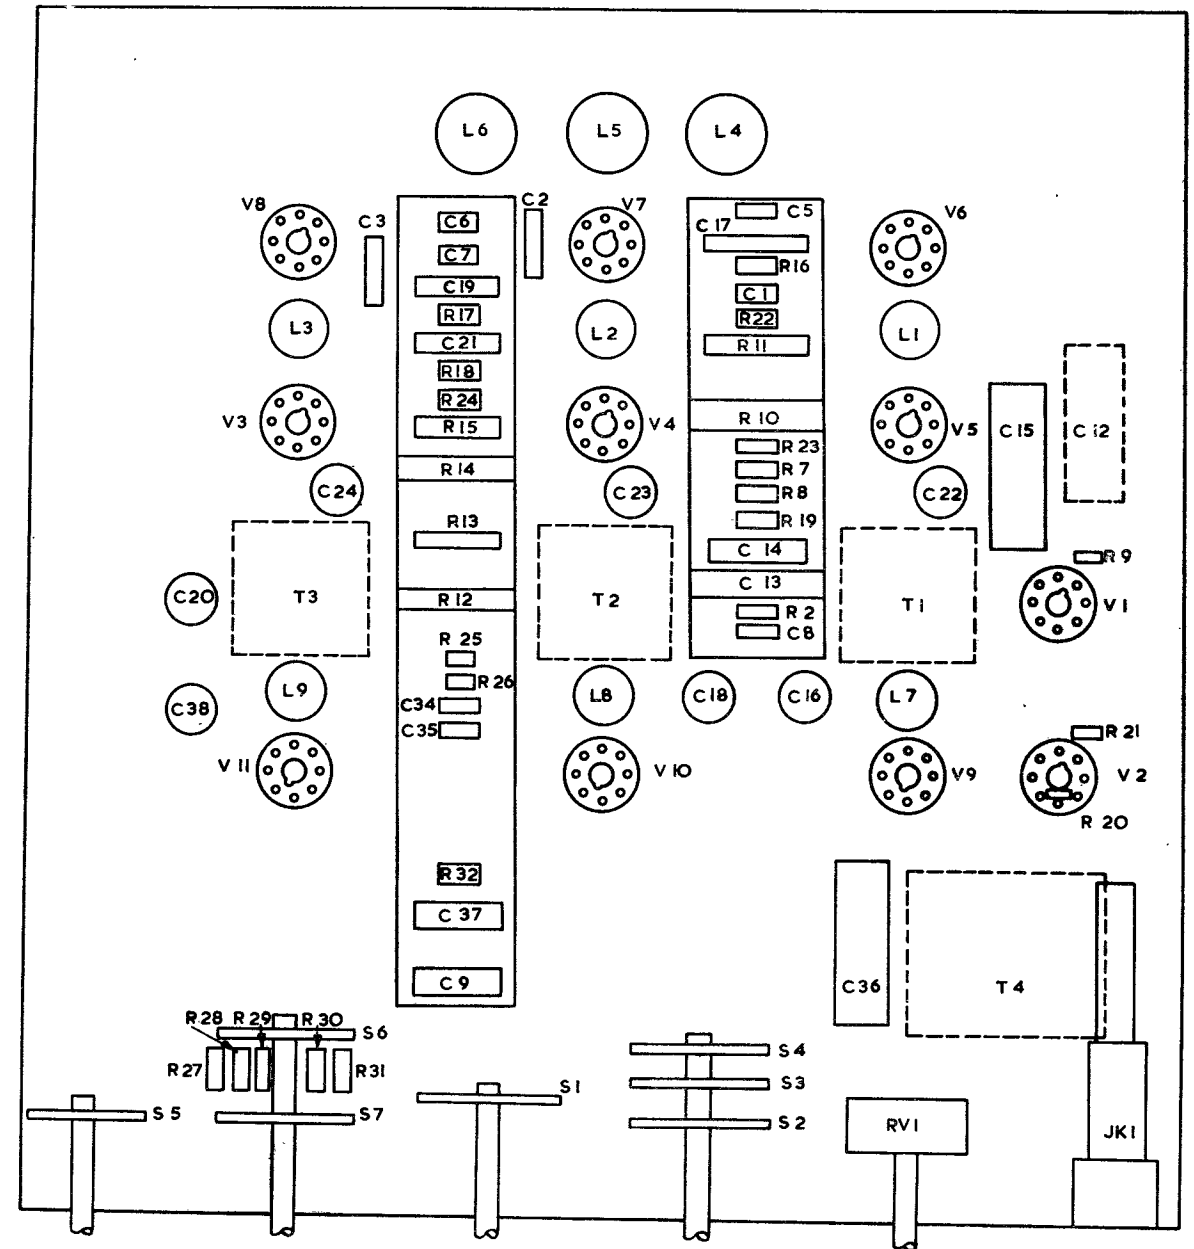 L6 L5 L4
V8 C3 C2 V7 V6
C6 C5
C17
C7 R16
C19 C1
R17 R22
L3 C21 L2 R11 L1
R18
R24
V3 R15 V4 R10 V5 C15 C12
R14 R23
R7
C24 C23 R8 C22
R13 R19
C14 R9
C13
C20 T3 R12 T2 R2 T1 V1
C8
R25
R26
L9 L8 C18 C16 L7
C38 C34
C35 R21
V11 V10 V9 V2
R20
R32
C37
C9 C36 T4
R28 R29 R30
S6
S4
R27 R31
S1 S3
S5 S7 S2 RV1 JK1